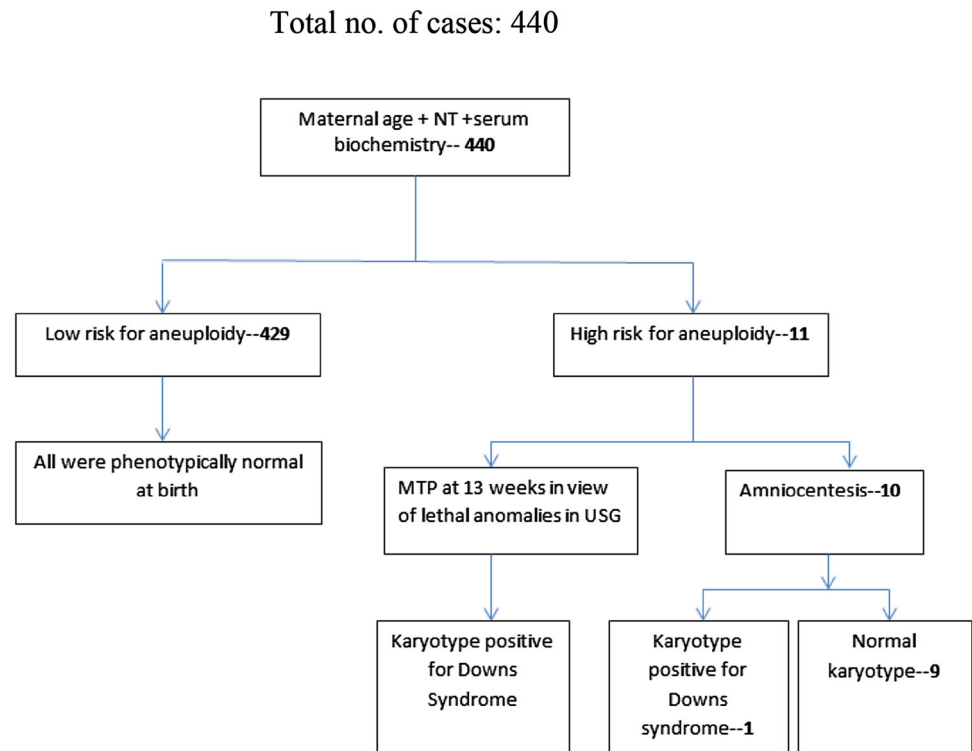 Total no. of cases: 440
Maternal age + NT +serum
biochemistry-- 440
Low risk for aneuploidy--429
High risk for aneuploidy--11
All were phenotypically normal
at birth
MTP at 13 weeks in view
of lethal anomalies in USG
Amniocentesis--10
Karyotype positive
for Downs
Syndrome
Karyotype
positive for
Downs
syndrome--1
Normal
karyotype--9